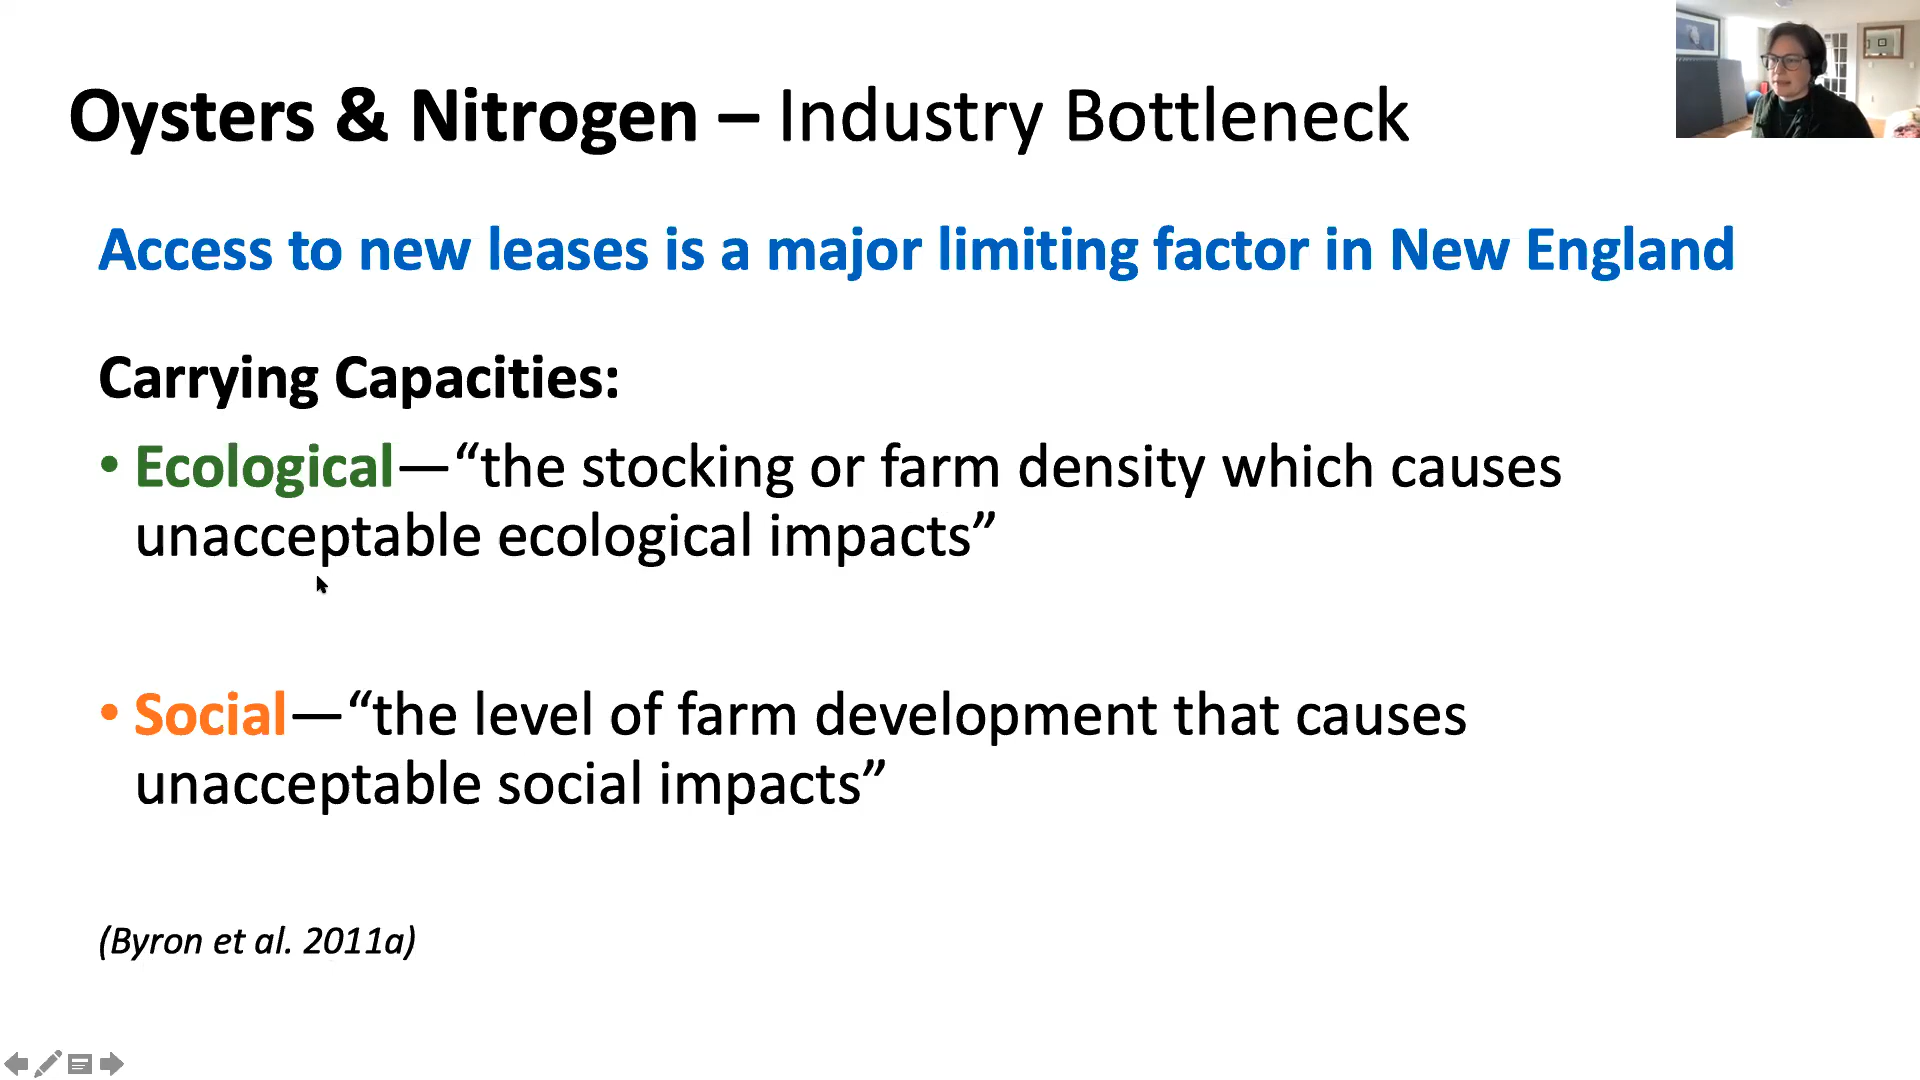 Oysters & Nitrogen – Industry Bottleneck
Access to new leases is a major limiting factor in New England
Carrying Capacities:
• Ecological—“the stocking or farm density which causes
unacceptable ecological impacts”
• Social—“the level of farm development that causes
unacceptable social impacts”
(Byron et al. 2011a)